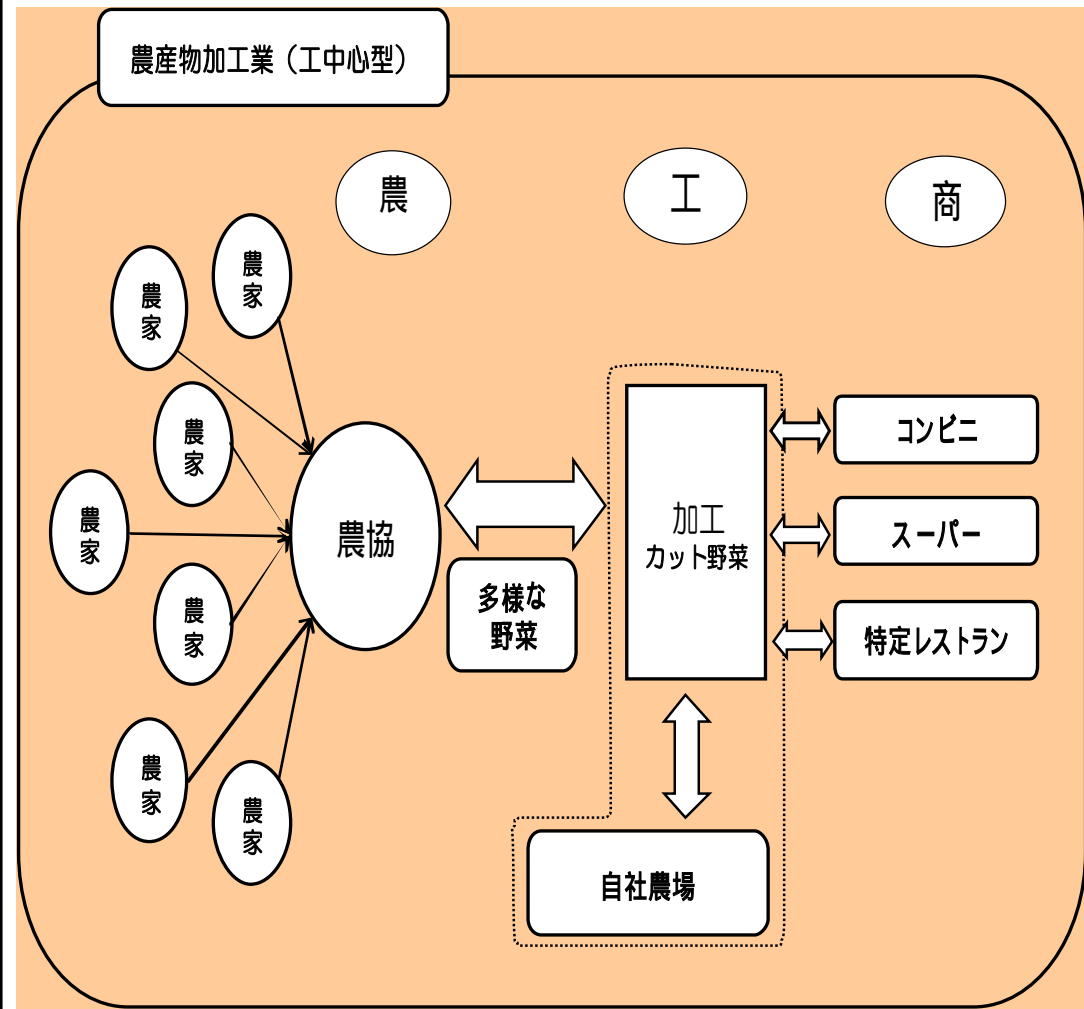 農産物加工業（工中心型）
農
工
商
農家
農家
農家
農家
農家
農家
農家
農協
多様な
野菜
加工
カット野菜
コンビニ
スーパー
特定レストラン
自社農場